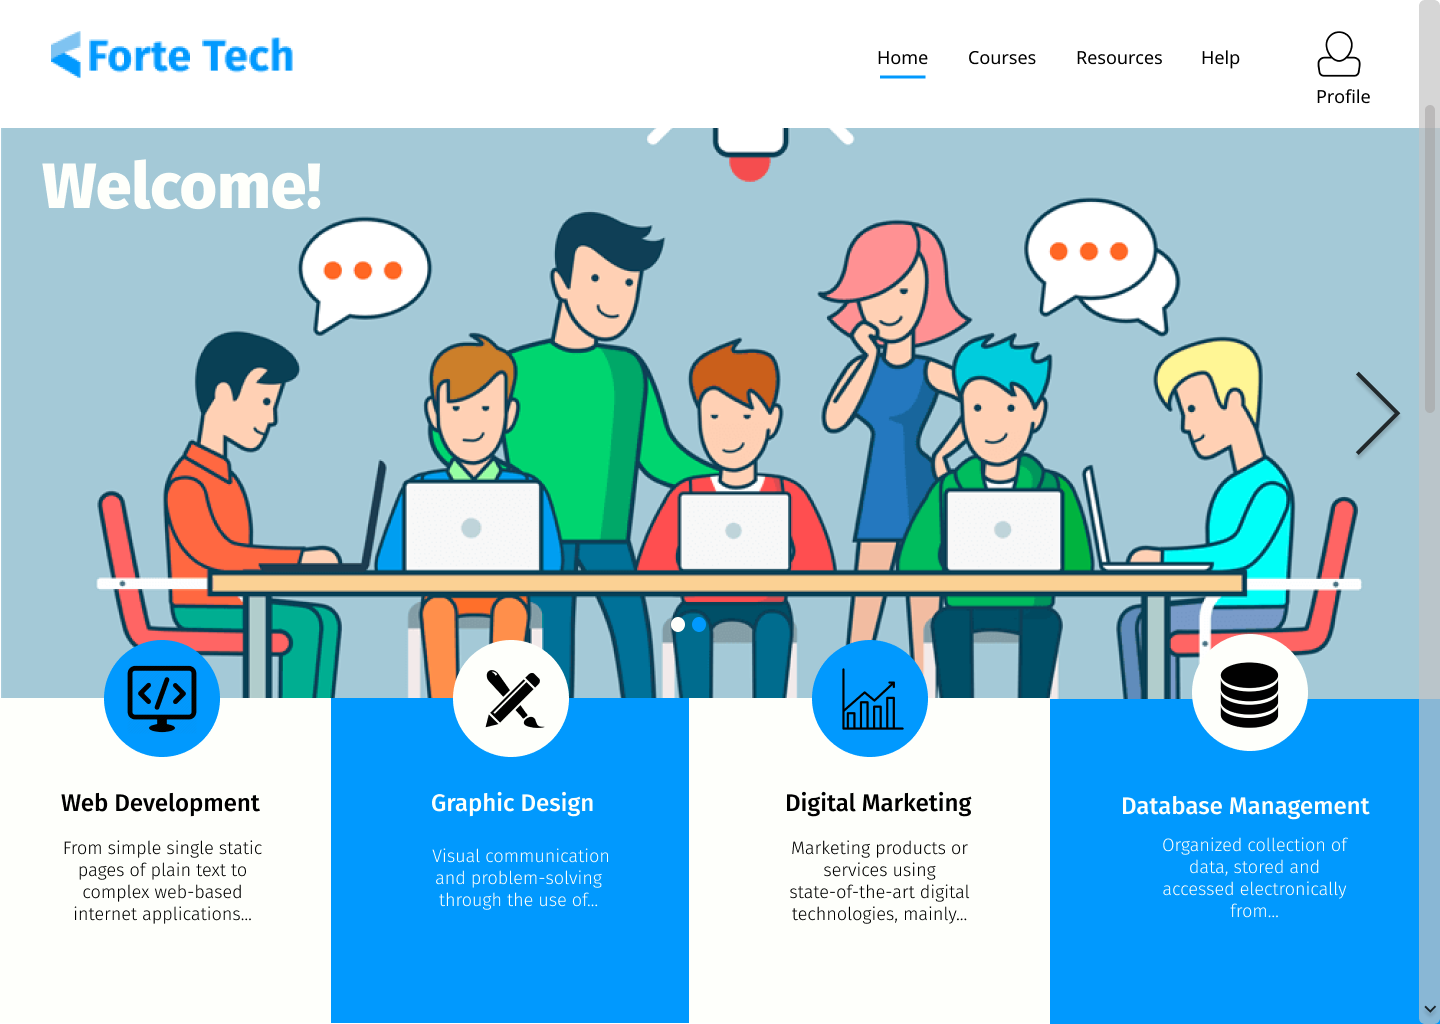 Forte Tech
Home Courses Resources Help
Profile
Welcome!
Web Development
From simple single static
pages of plain text to
complex web-based
internet applications...
Graphic Design
Visual communication
and problem-solving
through the use of...
Digital Marketing
Marketing products or
services using
state-of-the-art digital
technologies, mainly...
Database Management
Organized collection of
data, stored and
accessed electronically
from...